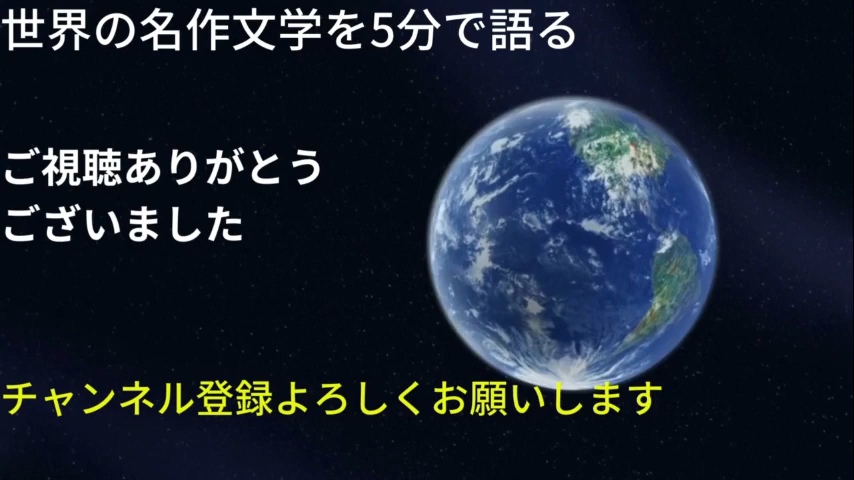 世界の名作文学を5分で語る
ご視聴ありがとう
ございました
チャンネル登録よろしくお願いします